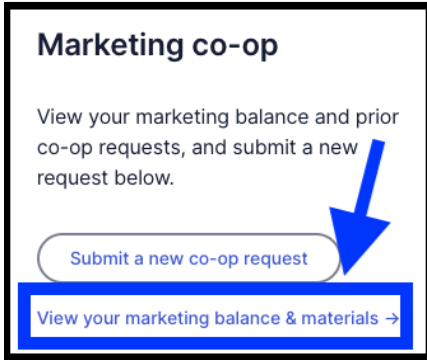 Marketing co-op
View your marketing balance and prior
co-op requests, and submit a new
request below.
Submit a new co-op request
View your marketing balance & materials →